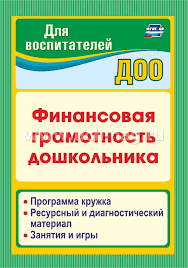 Для
воспитателей
ДОО
Финансовая
грамотность
дошкольника
• Программа кружка
• Ресурсный и диагностический
материал
• Занятия и игры